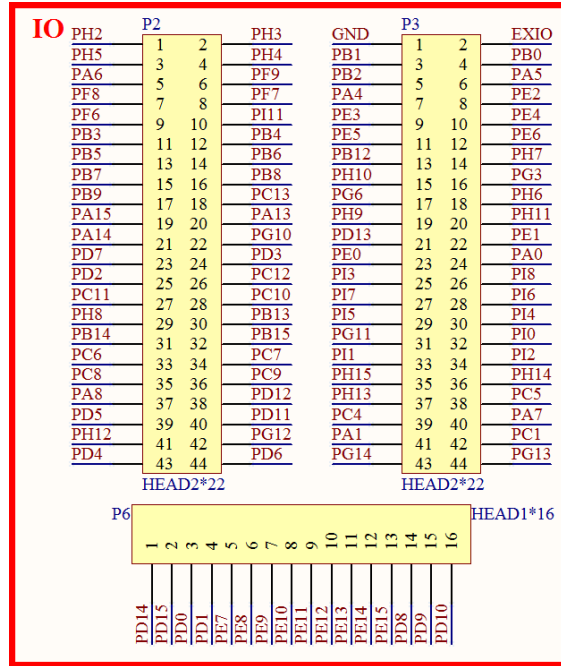 IO
P2
P3
PH2 1 2 PH3
GND 1 2 EXIO
PH5 3 4 PH4
PB1 3 4 PB0
PA6 5 6 PF9
PB2 5 6 PA5
PF8 7 8 PF7
PA4 7 8 PE2
PF6 9 10 PI11
PE3 9 10 PE4
PB3 11 12 PB4
PE5 11 12 PE6
PB5 13 14 PB6
PB12 13 14 PH7
PB7 15 16 PB8
PH10 15 16 PG3
PB9 17 18 PC13
PG6 17 18 PH6
PA15 19 20 PA13
PH9 19 20 PH11
PA14 21 22 PG10
PD13 21 22 PE1
PD7 23 24 PD3
PE0 23 24 PA0
PD2 25 26 PC12
PI3 25 26 PI8
PC11 27 28 PC10
PI7 27 28 PI6
PH8 29 30 PB13
PI5 29 30 PI4
PB14 31 32 PB15
PG11 31 32 PI0
PC6 33 34 PC7
PI1 33 34 PI2
PC8 35 36 PC9
PH15 35 36 PH14
PA8 37 38 PD12
PH13 37 38 PC5
PD5 39 40 PD11
PC4 39 40 PA7
PH12 41 42 PG12
PA1 41 42 PC1
PD4 43 44 PD6
PG14 43 44 PG13
HEAD2*22
HEAD2*22
P6
HEAD1*16
1 2 3 4 5 6 7 8 9 10 11 12 13 14 15 16
PD14 PD15 PD0 PD1 PE7 PE8 PE9 PE10 PE11 PE12 PE13 PE14 PE15 PD8 PD9 PD10